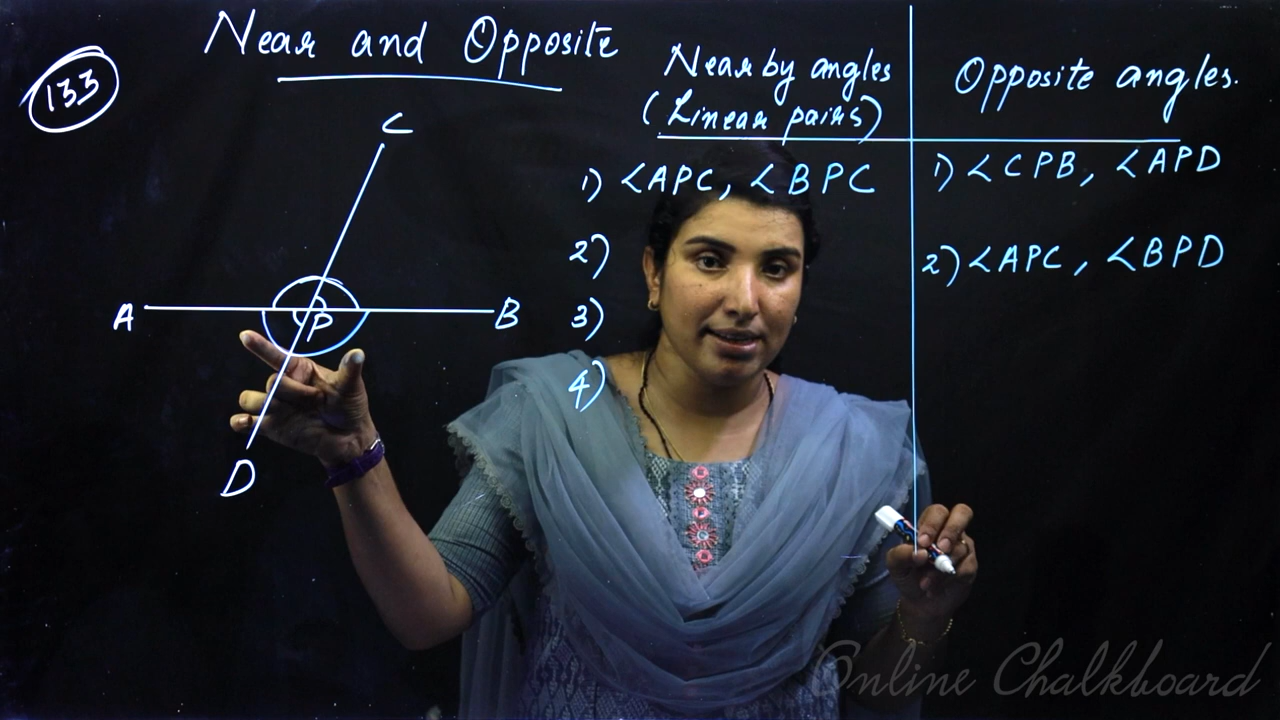 133
Near and Opposite
Near by angles
(Linear pairs)
Opposite angles.
C
A
P
B
D
1) <APC, <BPC
2)
3)
4)
1) <CPB, <APD
2) <APC, <BPD
Online Chalkboard